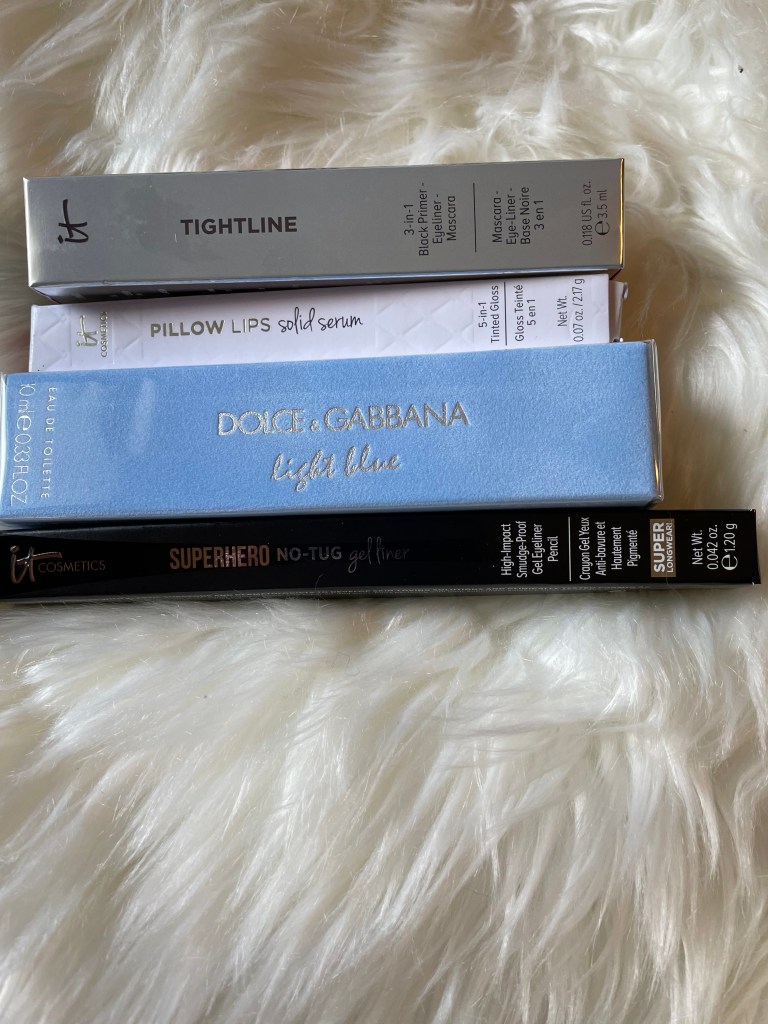 it
TIGHTLINE
3-in-1
Black Primer -
Eyeliner -
Mascara
Mascara -
Eye-Liner -
Base Noire
3 en 1
0.118 US fl. oz.
℮ 3.5 ml
it
COSMETICS
PILLOW LIPS solid serum
5-in-1
Tinted Gloss
Gloss Teinté
5 en 1
Net Wt.
0.07 oz. / 2.17g
EAU DE TOILETTE
10 ml ℮ 0.33 FL.OZ
DOLCE & GABBANA
light blue
it COSMETICS
SUPERHERO NO-TUG gel liner
High-Impact
Smudge-Proof
Gel Eyeliner
Pencil
Crayon Gel Yeux
Anti-bavure et
Hautement
Pigmenté
SUPER
LONGWEAR!
Net Wt.
0.042 oz.
℮ 1.20 g